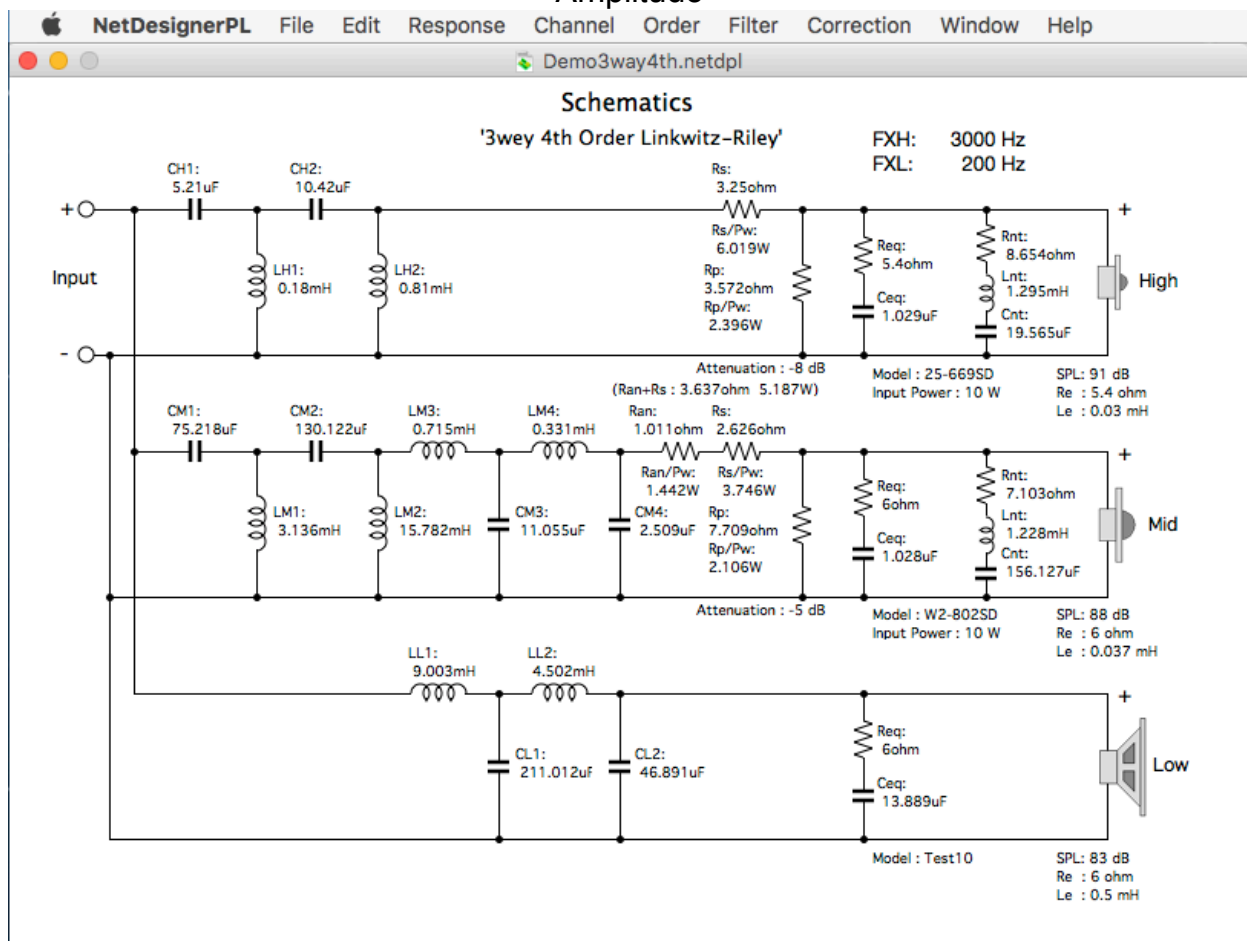 Amplitude
NetDesignerPL File Edit Response Channel Order Filter Correction Window Help
Demo3way4th.netdpl
Schematics
'3wey 4th Order Linkwitz-Riley'
FXH: 3000 Hz
FXL: 200 Hz
CH1:
5.21uF
CH2:
10.42uF
Rs:
3.25ohm
+
+
Rs/Pw:
6.019W
Input
LH1:
0.18mH
LH2:
0.81mH
Rp:
3.572ohm
Rp/Pw:
2.396W
Req:
5.4ohm
Ceq:
1.029uF
Rnt:
8.654ohm
Lnt:
1.295mH
Cnt:
19.565uF
High
-
Attenuation : -8 dB
Model : 25-669SD
Input Power : 10 W
SPL: 91 dB
Re : 5.4 ohm
Le : 0.03 mH
(Ran+Rs : 3.637ohm 5.187W)
CM1:
75.218uF
CM2:
130.122uF
LM3:
0.715mH
LM4:
0.331mH
Ran:
1.011ohm
Rs:
2.626ohm
+
Ran/Pw:
1.442W
Rs/Pw:
3.746W
LM1:
3.136mH
LM2:
15.782mH
CM3:
11.055uF
CM4:
2.509uF
Rp:
7.709ohm
Rp/Pw:
2.106W
Req:
6ohm
Ceq:
1.028uF
Rnt:
7.103ohm
Lnt:
1.228mH
Cnt:
156.127uF
Mid
Attenuation : -5 dB
Model : W2-802SD
Input Power : 10 W
SPL: 88 dB
Re : 6 ohm
Le : 0.037 mH
LL1:
9.003mH
LL2:
4.502mH
+
CL1:
211.012uF
CL2:
46.891uF
Req:
6ohm
Ceq:
13.889uF
Low
Model : Test10
SPL: 83 dB
Re : 6 ohm
Le : 0.5 mH